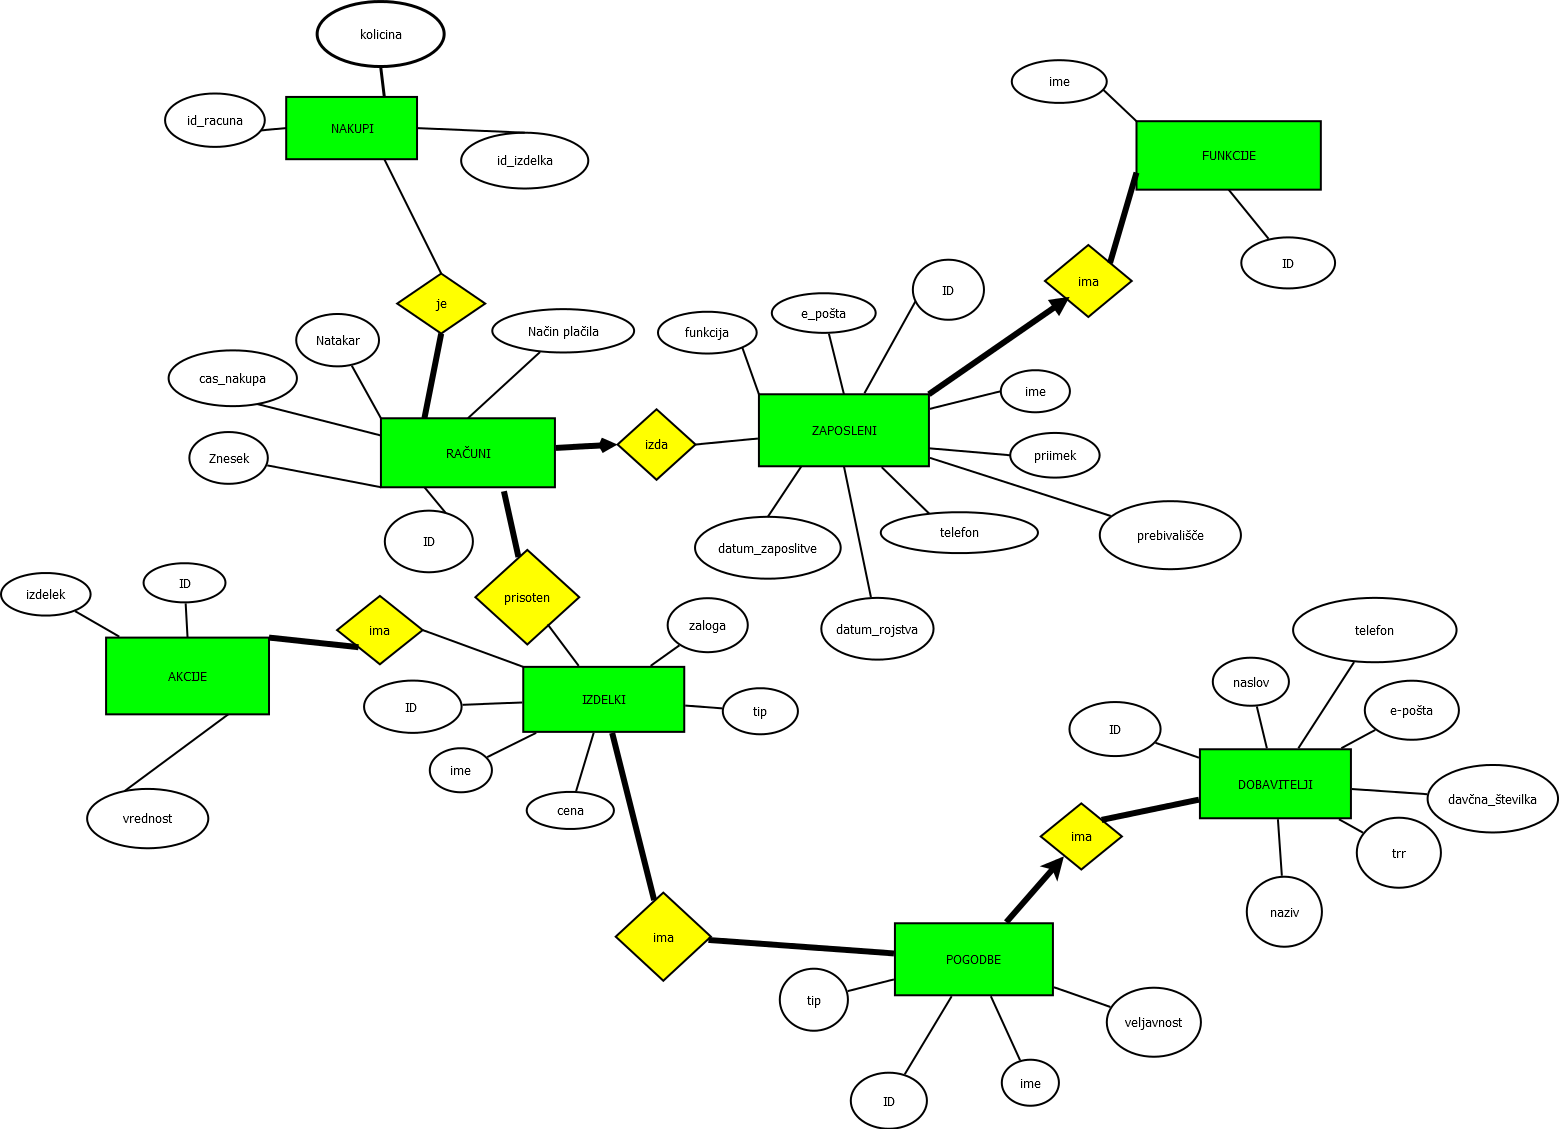 kolicina
id_racuna
NAKUPI
id_izdelka
ime
FUNKCIJE
ID
je
ima
Natakar
Način plačila
funkcija
e_pošta
ID
cas_nakupa
ime
Znesek
RAČUNI
izda
ZAPOSLENI
priimek
ID
datum_zaposlitve
telefon
prebivališče
izdelek
ID
ima
prisoten
zaloga
datum_rojstva
telefon
AKCIJE
ID
IZDELKI
tip
naslov
e-pošta
ID
ime
cena
vrednost
DOBAVITELJI
davčna_številka
ima
trr
naziv
ima
POGODBE
tip
veljavnost
ID
ime